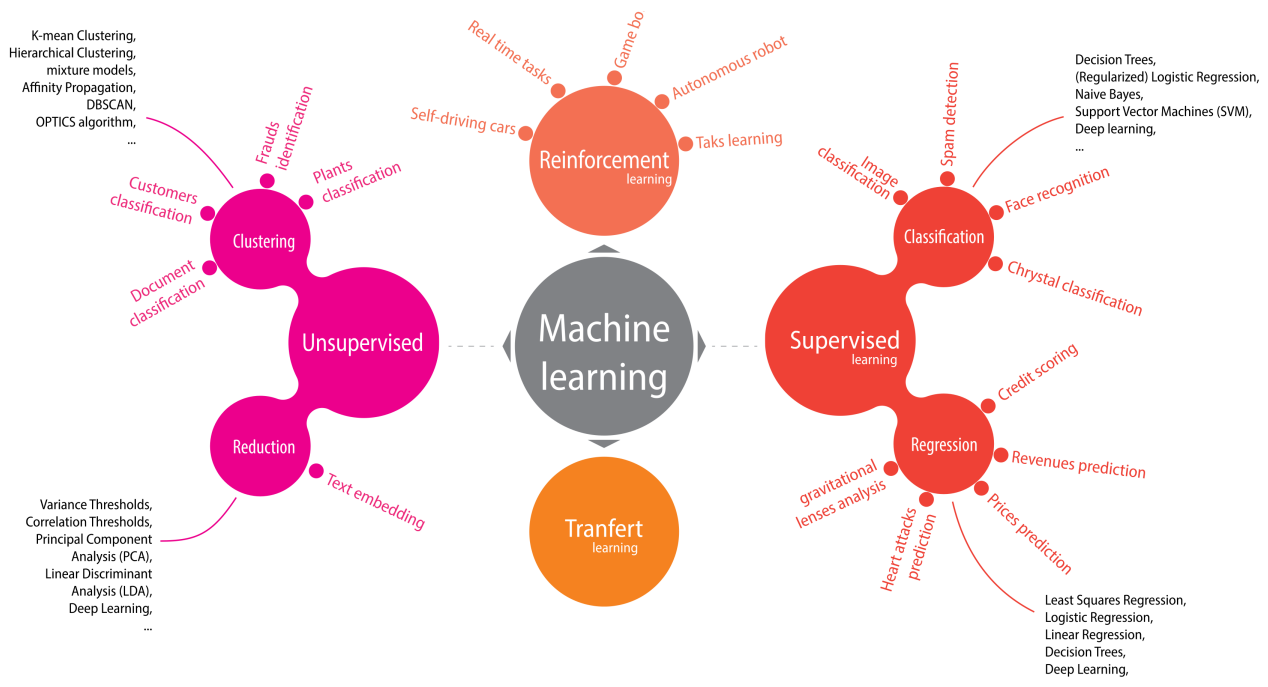 K-mean Clustering,
Hierarchical Clustering,
mixture models,
Affinity Propagation,
DBSCAN,
OPTICS algorithm,
...
Frauds
identification
Plants
classification
Customers
classification
Document
classification
Clustering
Unsupervised
Reduction
Text embedding
Variance Thresholds,
Correlation Thresholds,
Principal Component
Analysis (PCA),
Linear Discriminant
Analysis (LDA),
Deep Learning,
...
Self-driving cars
Real time tasks
Game bo
Autonomous robot
Taks learning
Reinforcement
learning
Machine
learning
Tranfert
learning
Decision Trees,
(Regularized) Logistic Regression,
Naive Bayes,
Support Vector Machines (SVM),
Deep learning,
...
Image
classification
Spam detection
Face recognition
Chrystal classification
Classification
Supervised
learning
Regression
Credit scoring
Revenues prediction
Prices prediction
Heart attacks
prediction
gravitational
lenses analysis
Least Squares Regression,
Logistic Regression,
Linear Regression,
Decision Trees,
Deep Learning,